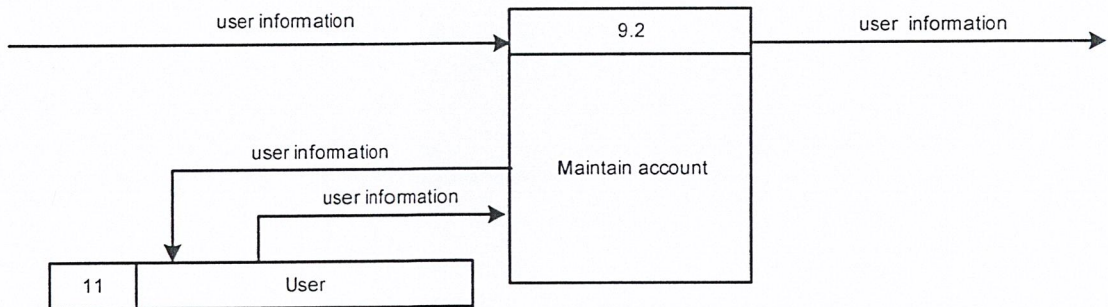 user information
9.2
user information
user information
Maintain account
user information
11
User